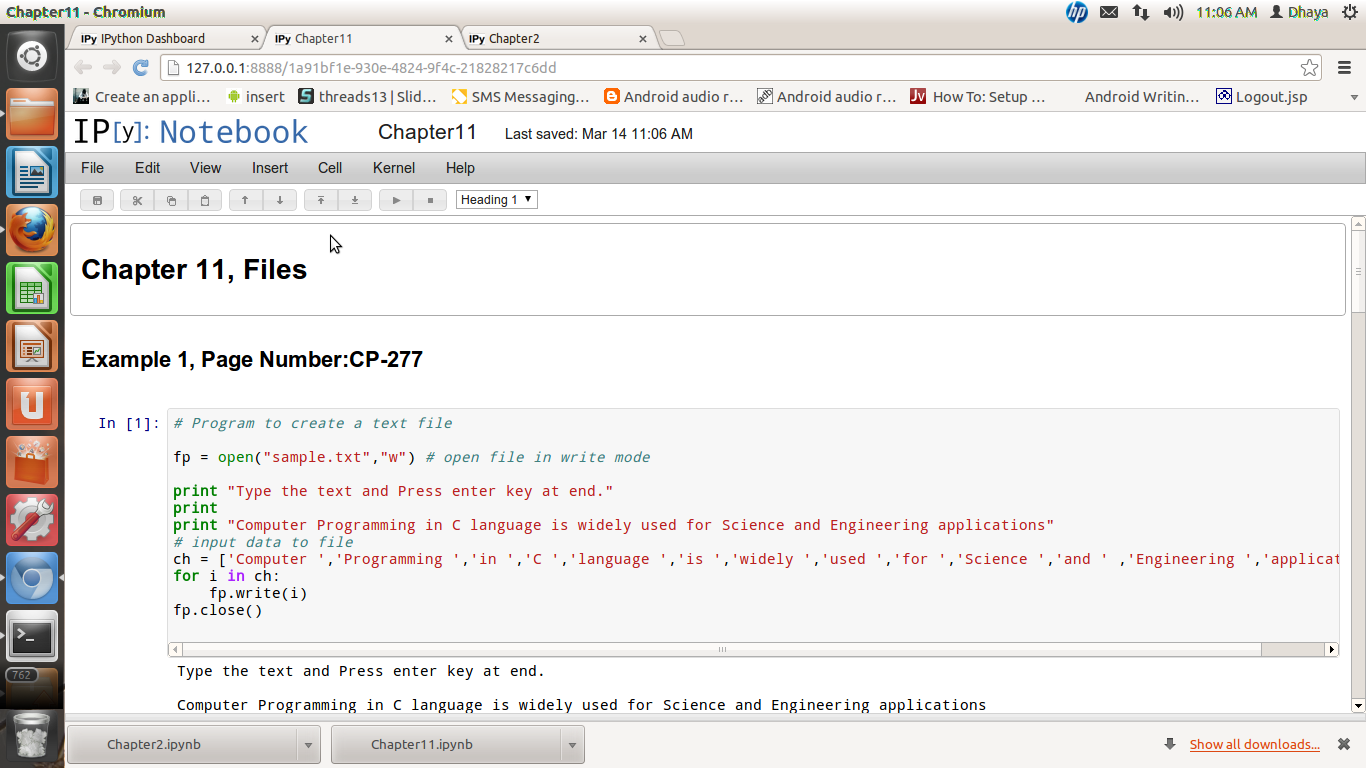 Chapter11 - Chromium
11:06 AM Dhaya
IPy IPython Dashboard
IPy Chapter11
IPy Chapter2
127.0.0.1:8888/1a91bf1e-930e-4824-9f4c-21828217c6dd
Create an appli... insert threads13 | Slid... SMS Messaging... Android audio r... Android audio r... How To: Setup ... Android Writin... Logout.jsp
IP[y]: Notebook Chapter11 Last saved: Mar 14 11:06 AM
File Edit View Insert Cell Kernel Help
Heading 1
Chapter 11, Files
Example 1, Page Number:CP-277
In [1]: # Program to create a text file
fp = open("sample.txt","w") # open file in write mode
print "Type the text and Press enter key at end."
print
print "Computer Programming in C language is widely used for Science and Engineering applications"
# input data to file
ch = ['Computer ','Programming ','in ','C ','language ','is ','widely ','used ','for ','Science ','and ' ,'Engineering ','applicat
for i in ch:
    fp.write(i)
fp.close()
Type the text and Press enter key at end.
Computer Programming in C language is widely used for Science and Engineering applications
762
Chapter2.ipynb Chapter11.ipynb Show all downloads...